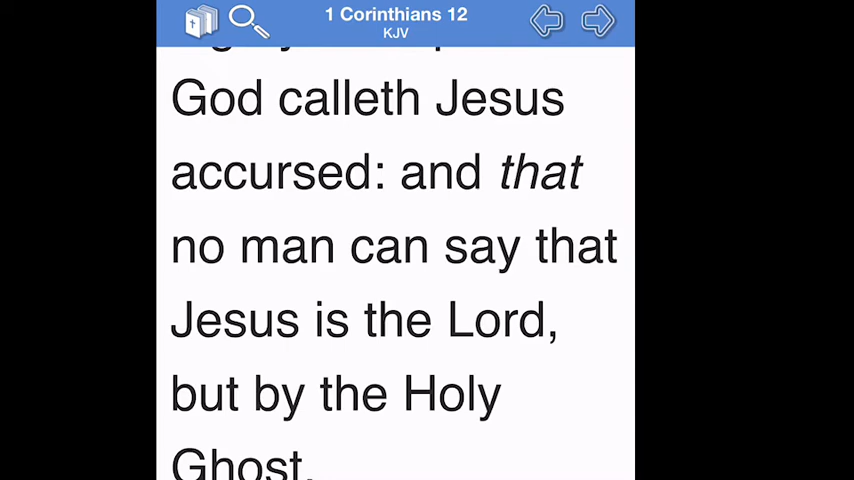 1 Corinthians 12
KJV
God calleth Jesus
accursed: and that
no man can say that
Jesus is the Lord,
but by the Holy
Ghost.